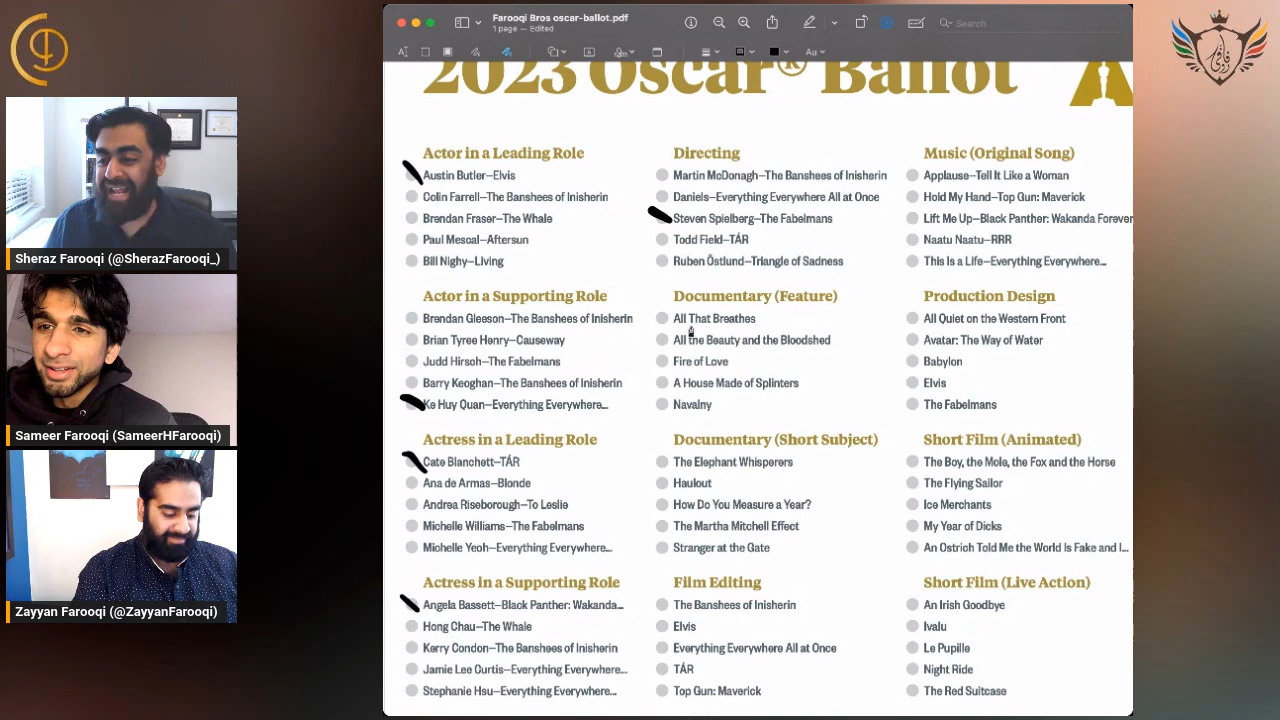 Farooqi Bros oscar-ballot.pdf
1 page — Edited
Search
Aa
2023 Oscar® Ballot
Actor in a Leading Role
Austin Butler—Elvis
Colin Farrell—The Banshees of Inisherin
Brendan Fraser—The Whale
Paul Mescal—Aftersun
Bill Nighy—Living
Actor in a Supporting Role
Brendan Gleeson—The Banshees of Inisherin
Brian Tyree Henry—Causeway
Judd Hirsch—The Fabelmans
Barry Keoghan—The Banshees of Inisherin
Ke Huy Quan—Everything Everywhere...
Actress in a Leading Role
Cate Blanchett—TÁR
Ana de Armas—Blonde
Andrea Riseborough—To Leslie
Michelle Williams—The Fabelmans
Michelle Yeoh—Everything Everywhere...
Actress in a Supporting Role
Angela Bassett—Black Panther: Wakanda...
Hong Chau—The Whale
Kerry Condon—The Banshees of Inisherin
Jamie Lee Curtis—Everything Everywhere...
Stephanie Hsu—Everything Everywhere...
Directing
Martin McDonagh—The Banshees of Inisherin
Daniels—Everything Everywhere All at Once
Steven Spielberg—The Fabelmans
Todd Field—TÁR
Ruben Östlund—Triangle of Sadness
Documentary (Feature)
All That Breathes
All the Beauty and the Bloodshed
Fire of Love
A House Made of Splinters
Navalny
Documentary (Short Subject)
The Elephant Whisperers
Haulout
How Do You Measure a Year?
The Martha Mitchell Effect
Stranger at the Gate
Film Editing
The Banshees of Inisherin
Elvis
Everything Everywhere All at Once
TÁR
Top Gun: Maverick
Music (Original Song)
Applause—Tell It Like a Woman
Hold My Hand—Top Gun: Maverick
Lift Me Up—Black Panther: Wakanda Forever
Naatu Naatu—RRR
This Is a Life—Everything Everywhere...
Production Design
All Quiet on the Western Front
Avatar: The Way of Water
Babylon
Elvis
The Fabelmans
Short Film (Animated)
The Boy, the Mole, the Fox and the Horse
The Flying Sailor
Ice Merchants
My Year of Dicks
An Ostrich Told Me the World Is Fake and I...
Short Film (Live Action)
An Irish Goodbye
Ivalu
Le Pupille
Night Ride
The Red Suitcase
Sheraz Farooqi (@SherazFarooqi_)
Sameer Farooqi (SameerHFarooqi)
Zayyan Farooqi (@ZayyanFarooqi)